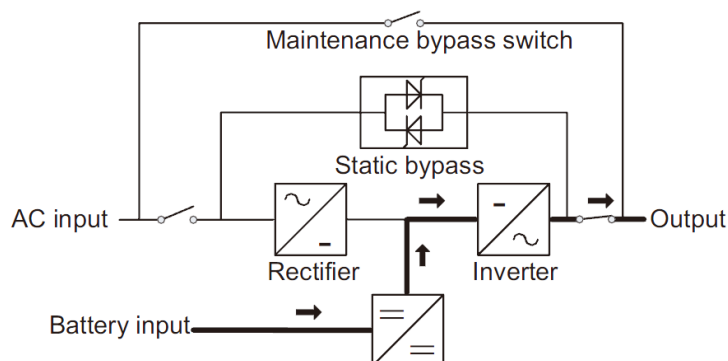 Maintenance bypass switch
Static bypass
AC input
Output
Rectifier
Inverter
Battery input